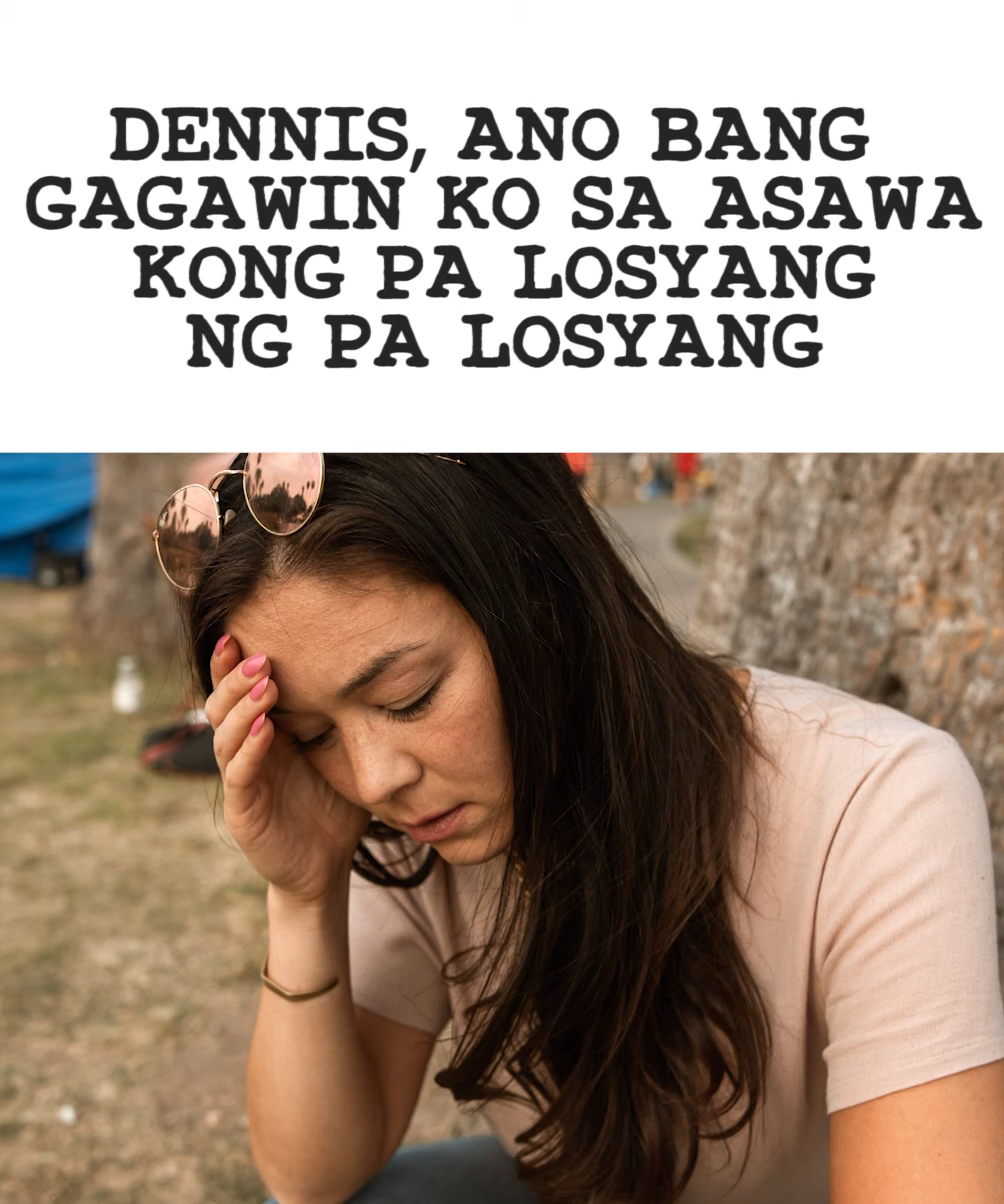 DENNIS, ANO BANG
GAGAWIN KO SA ASAWA
KONG PA LOSYANG
NG PA LOSYANG